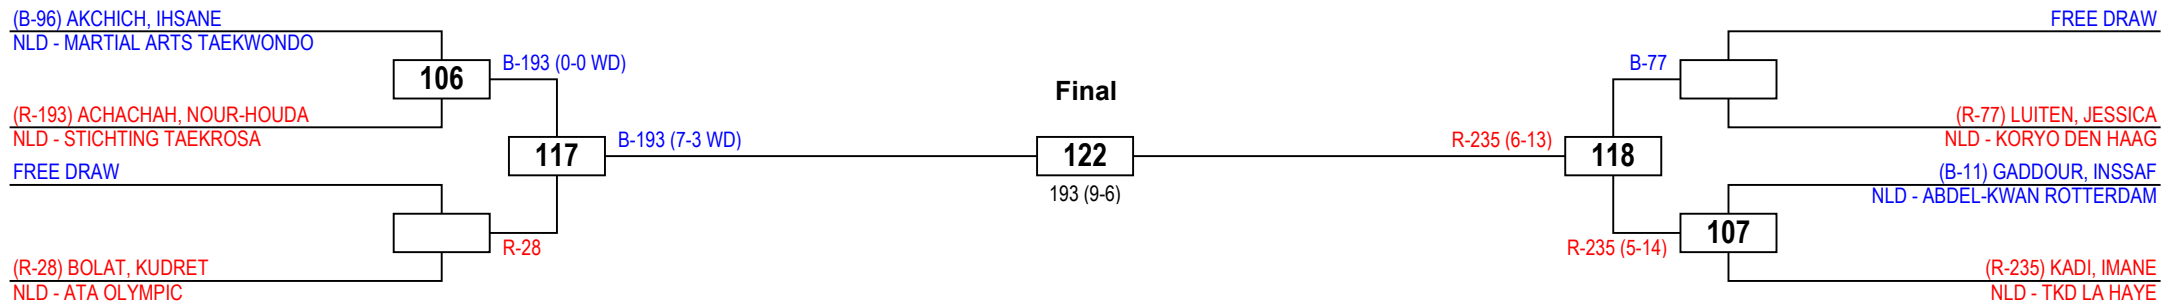 (B-96) AKCHICH, IHSANE
NLD - MARTIAL ARTS TAEKWONDO
106
B-193 (0-0 WD)
(R-193) ACHACHAH, NOUR-HOUDA
NLD - STICHTING TAEKROSA
117
B-193 (7-3 WD)
FREE DRAW
R-28
(R-28) BOLAT, KUDRET
NLD - ATA OLYMPIC
Final
122
193 (9-6)
FREE DRAW
B-77
(R-77) LUITEN, JESSICA
NLD - KORYO DEN HAAG
R-235 (6-13)
118
(B-11) GADDOUR, INSSAF
NLD - ABDEL-KWAN ROTTERDAM
107
R-235 (5-14)
(R-235) KADI, IMANE
NLD - TKD LA HAYE